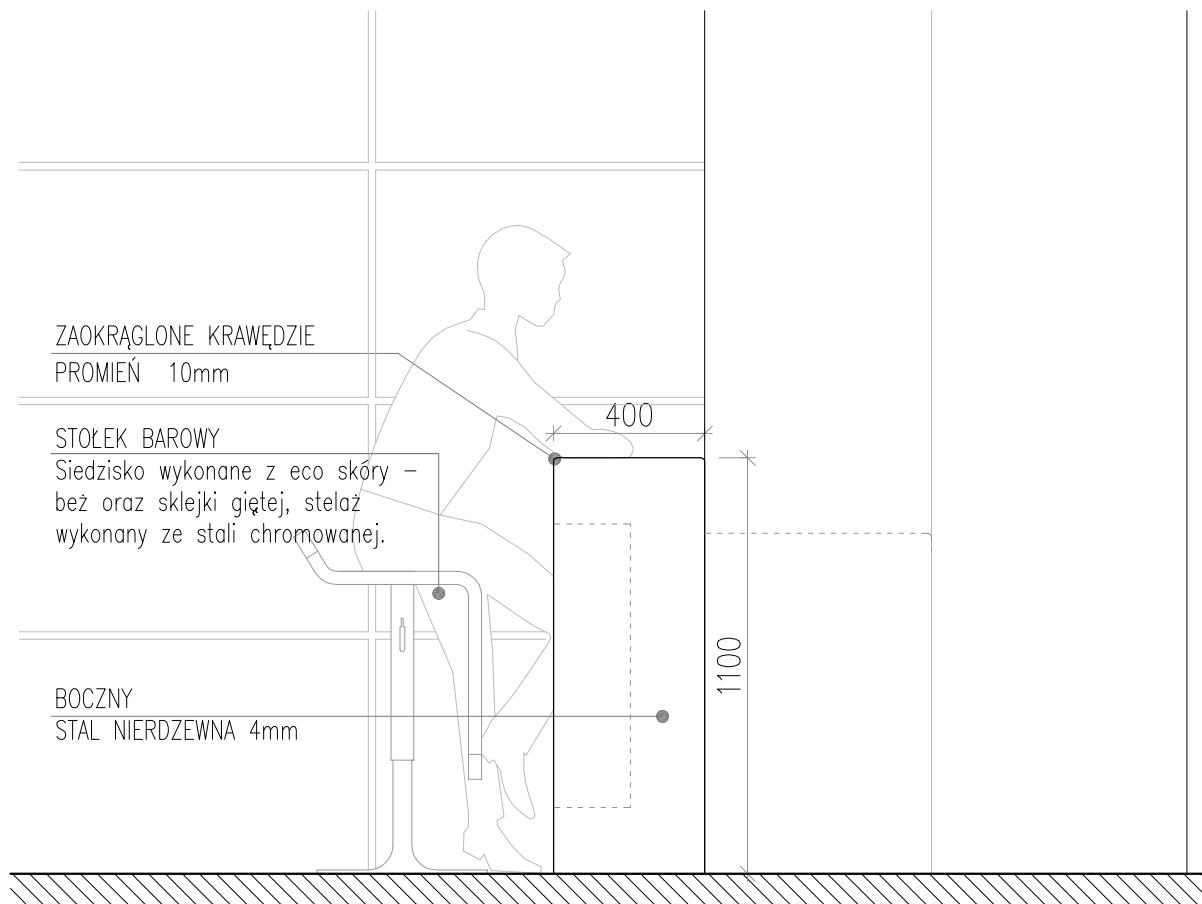 ZAOKRĄGLONE KRAWĘDZIE
PROMIEŃ 10mm
400
STOŁEK BAROWY
Siedzisko wykonane z eco skóry –
beż oraz sklejki giętej, stelaż
wykonany ze stali chromowanej.
1100
BOCZNY
STAL NIERDZEWNA 4mm